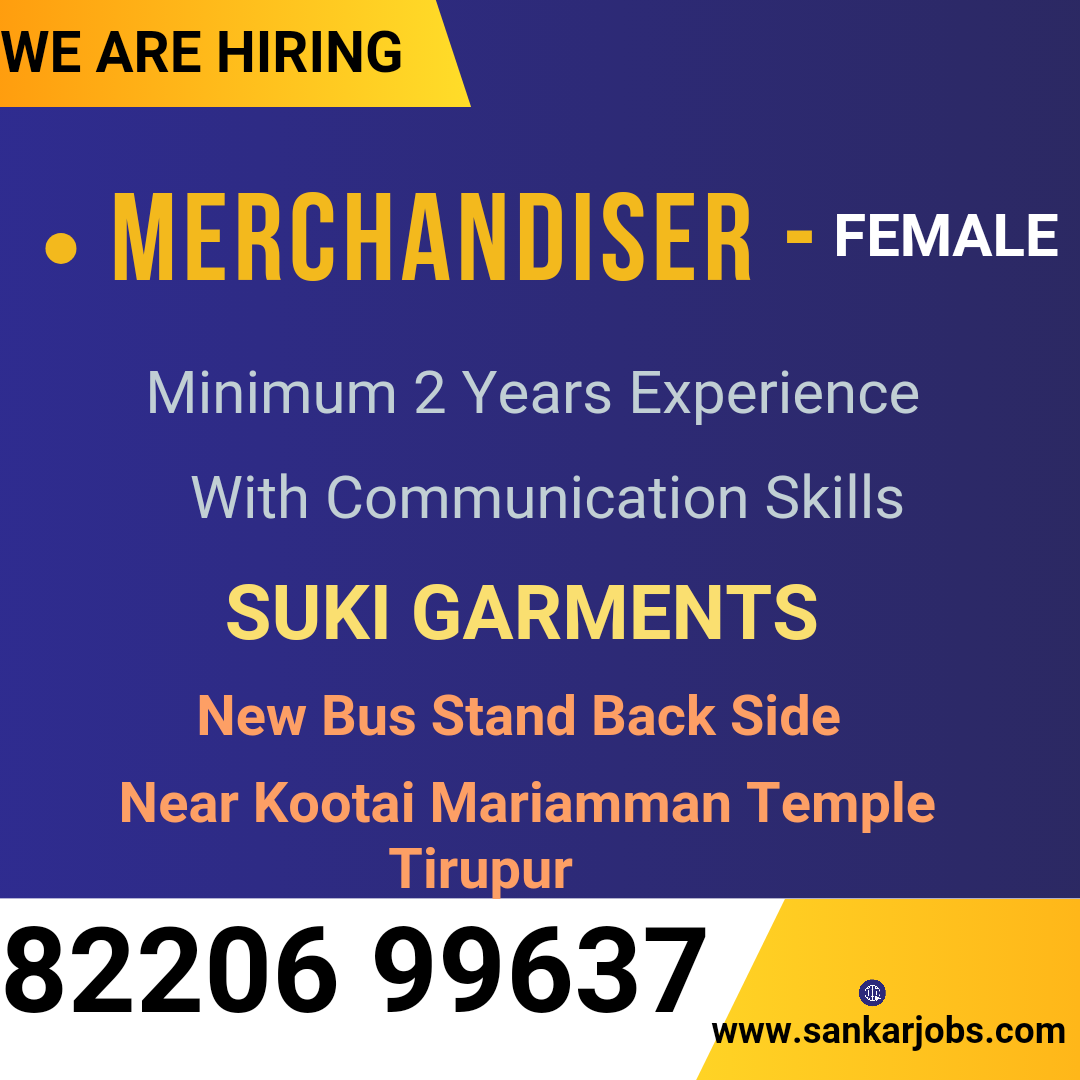 WE ARE HIRING
• MERCHANDISER - FEMALE
Minimum 2 Years Experience
With Communication Skills
SUKI GARMENTS
New Bus Stand Back Side
Near Kootai Mariamman Temple
Tirupur
82206 99637
www.sankarjobs.com